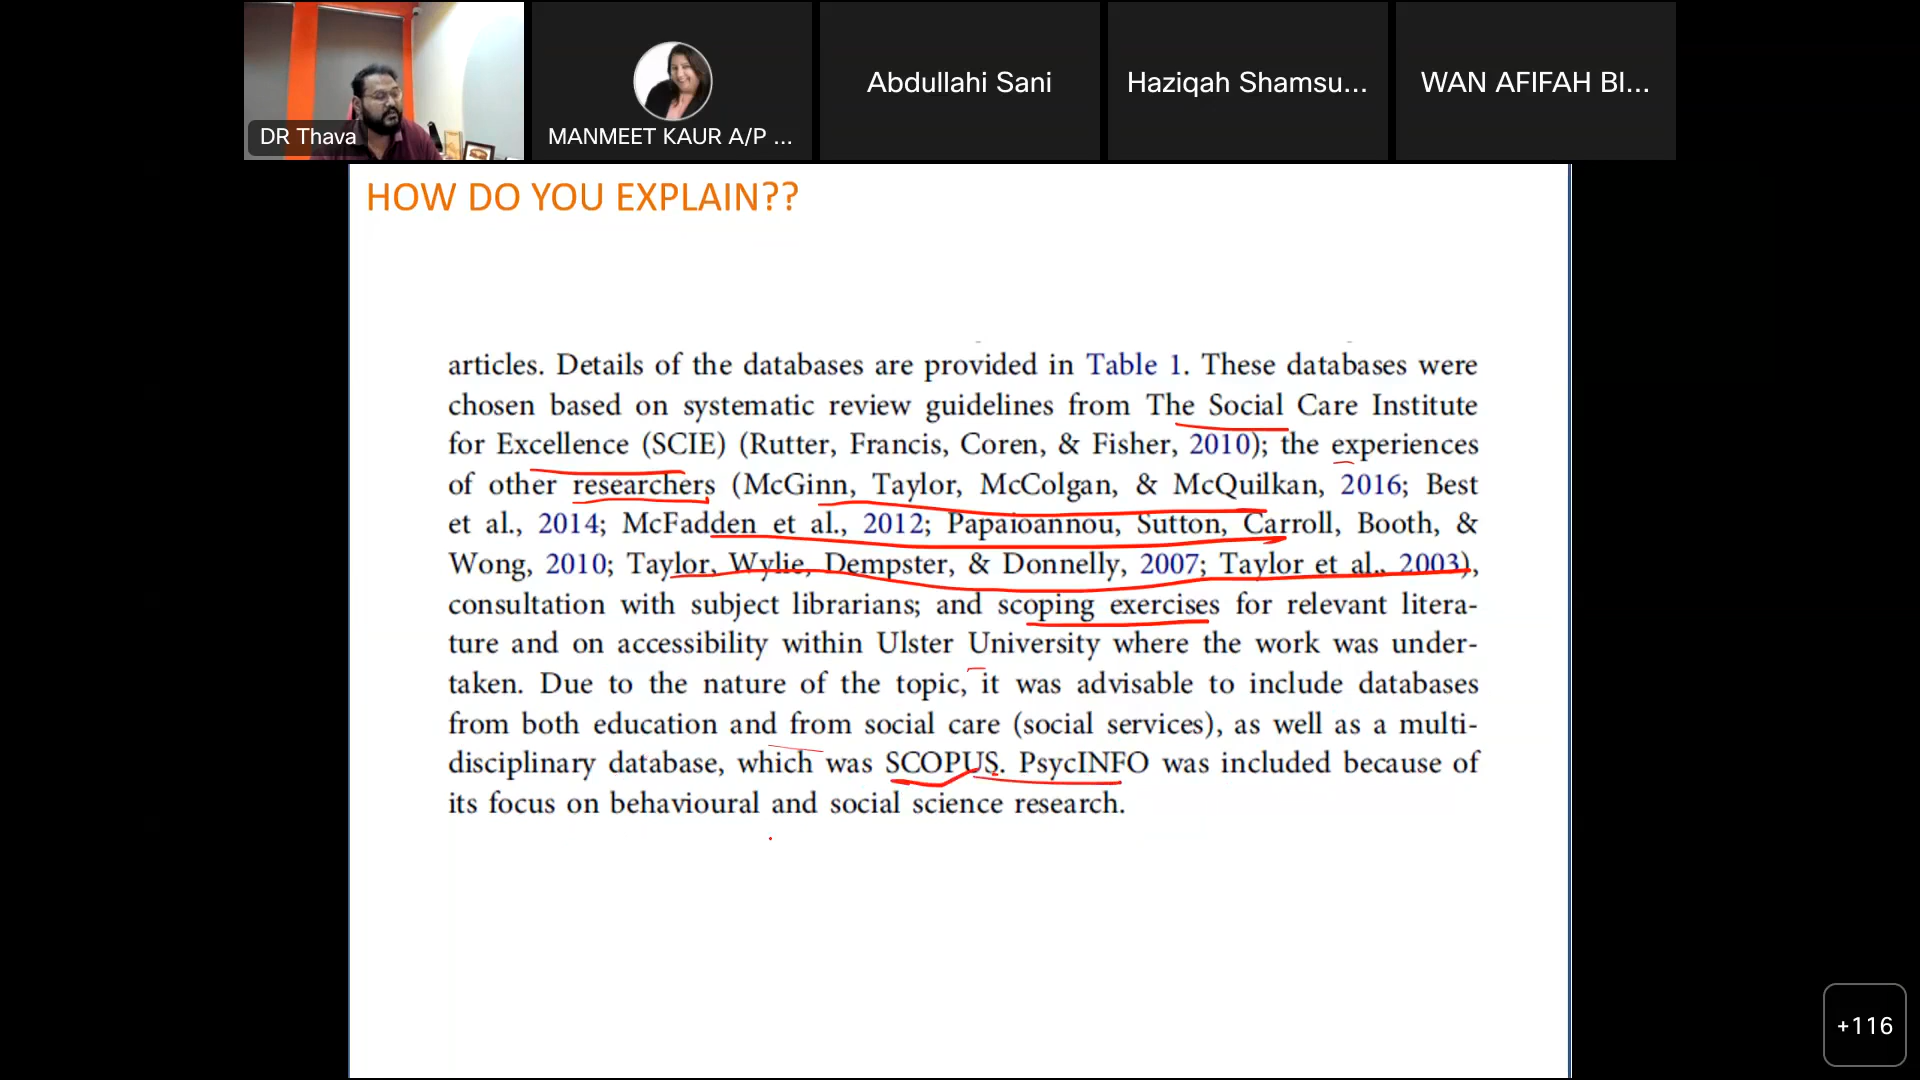 DR Thava
MANMEET KAUR A/P ...
Abdullahi Sani
Haziqah Shamsu...
WAN AFIFAH BI...
HOW DO YOU EXPLAIN??
articles. Details of the databases are provided in Table 1. These databases were
chosen based on systematic review guidelines from The Social Care Institute
for Excellence (SCIE) (Rutter, Francis, Coren, & Fisher, 2010); the experiences
of other researchers (McGinn, Taylor, McColgan, & McQuilkan, 2016; Best
et al., 2014; McFadden et al., 2012; Papaioannou, Sutton, Carroll, Booth, &
Wong, 2010; Taylor, Wylie, Dempster, & Donnelly, 2007; Taylor et al., 2003),
consultation with subject librarians; and scoping exercises for relevant litera-
ture and on accessibility within Ulster University where the work was under-
taken. Due to the nature of the topic, it was advisable to include databases
from both education and from social care (social services), as well as a multi-
disciplinary database, which was SCOPUS. PsycINFO was included because of
its focus on behavioural and social science research.
+116